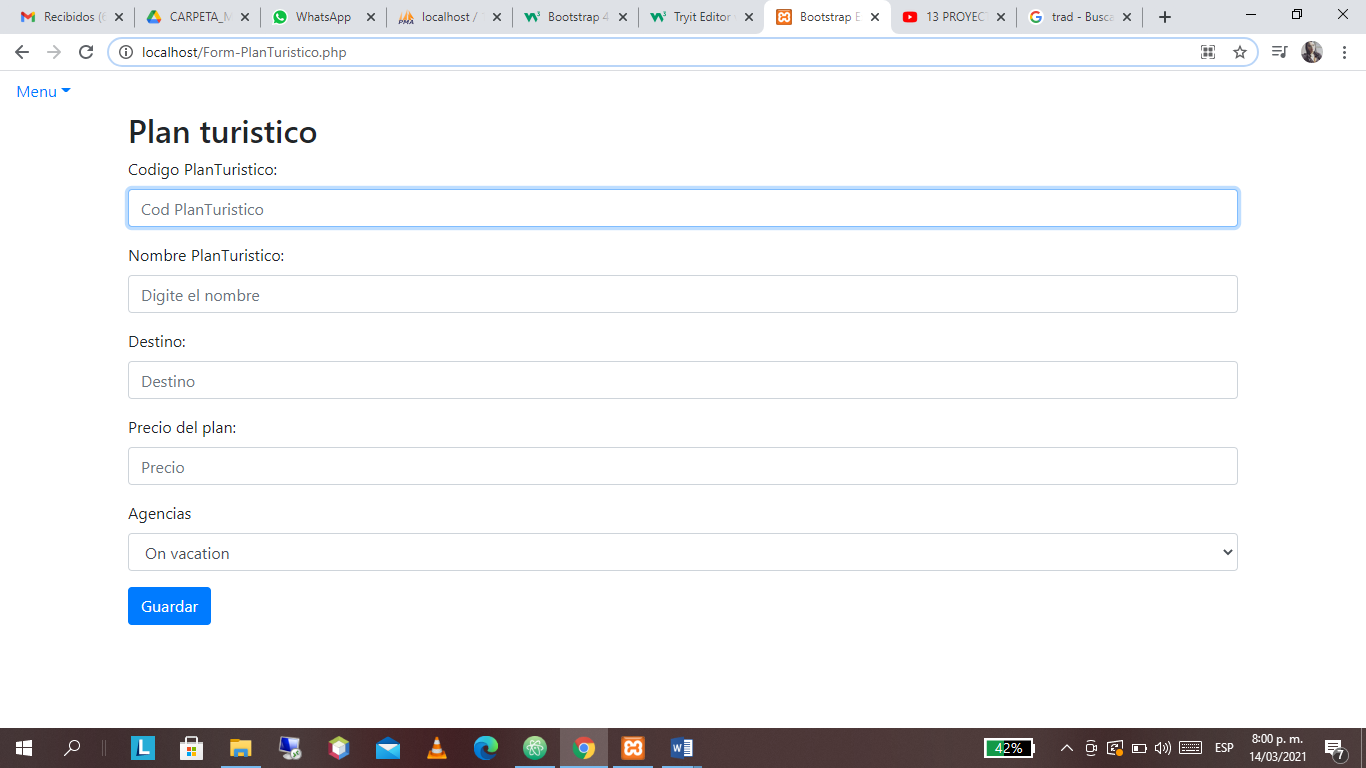 Recibidos (6
CARPETA_M
WhatsApp
localhost /
Bootstrap 4
Tryit Editor
Bootstrap E
13 PROYEC
trad - Busca
localhost/Form-PlanTuristico.php
Menu
Plan turistico
Codigo PlanTuristico:
Cod PlanTuristico
Nombre PlanTuristico:
Digite el nombre
Destino:
Destino
Precio del plan:
Precio
Agencias
On vacation
Guardar
42%
ESP
8:00 p. m.
14/03/2021
7